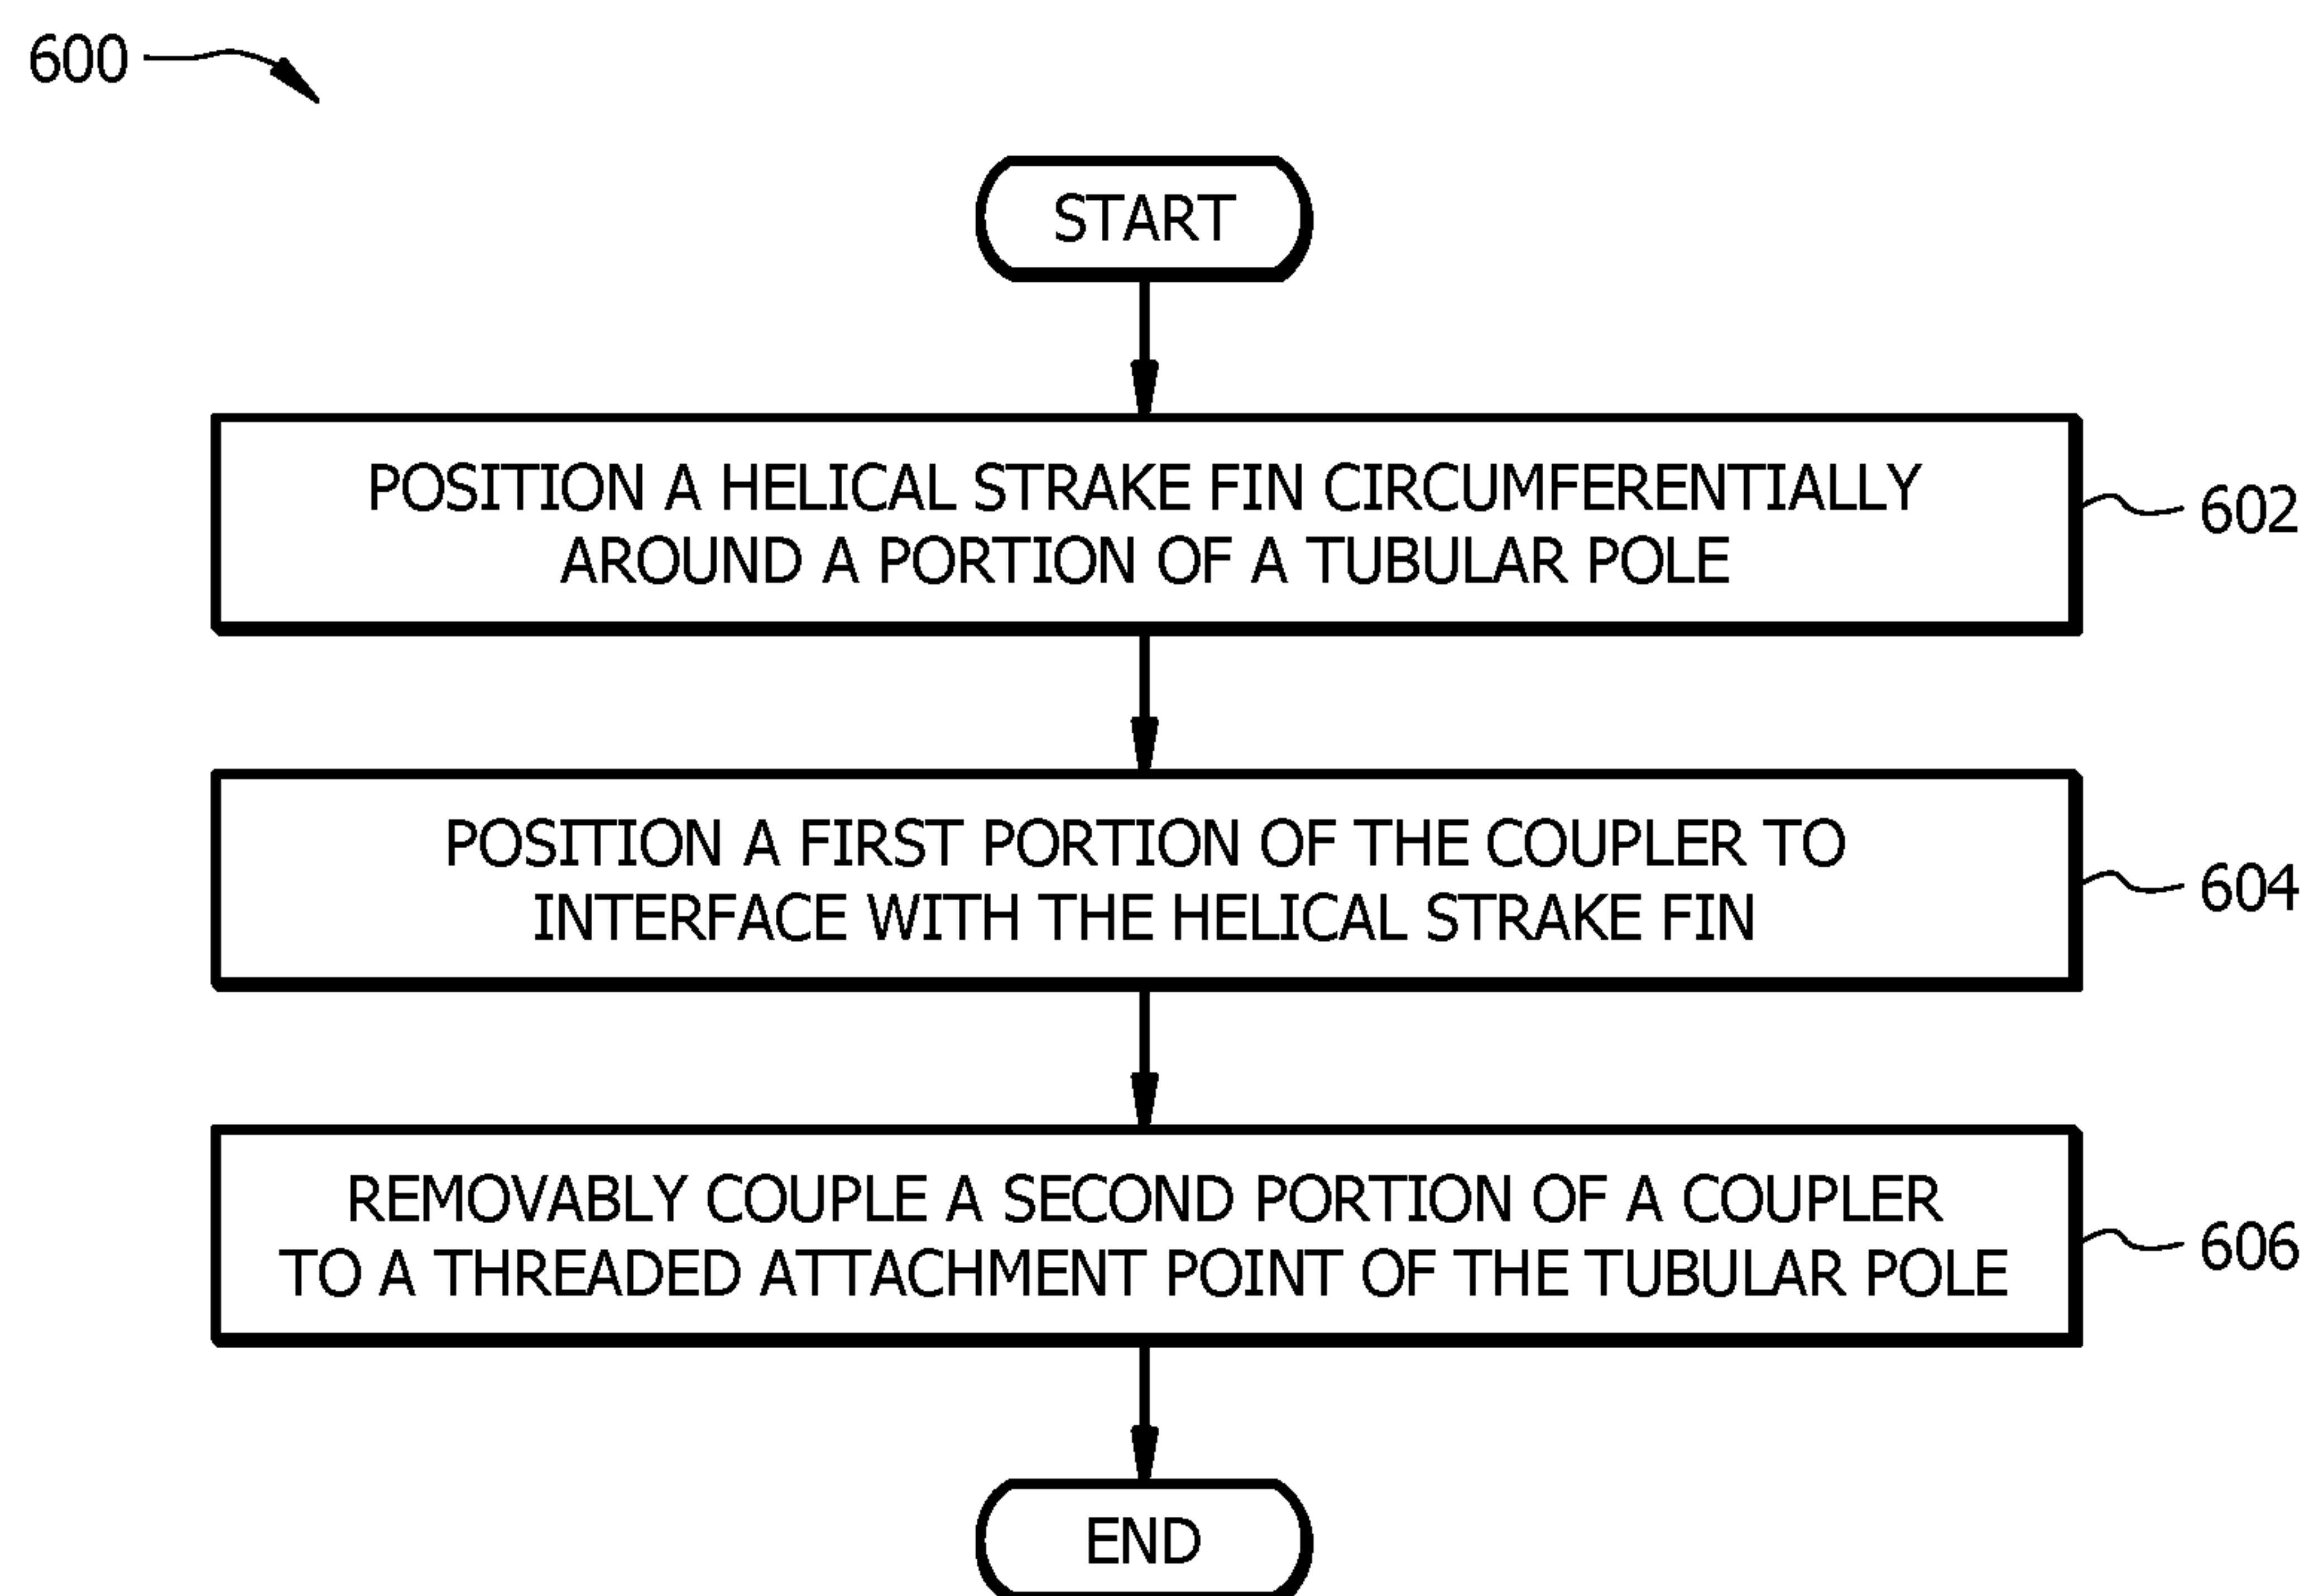 600
START
POSITION A HELICAL STRAKE FIN CIRCUMFERENTIALLY
AROUND A PORTION OF A TUBULAR POLE
602
POSITION A FIRST PORTION OF THE COUPLER TO
INTERFACE WITH THE HELICAL STRAKE FIN
604
REMOVABLY COUPLE A SECOND PORTION OF A COUPLER
TO A THREADED ATTACHMENT POINT OF THE TUBULAR POLE
606
END